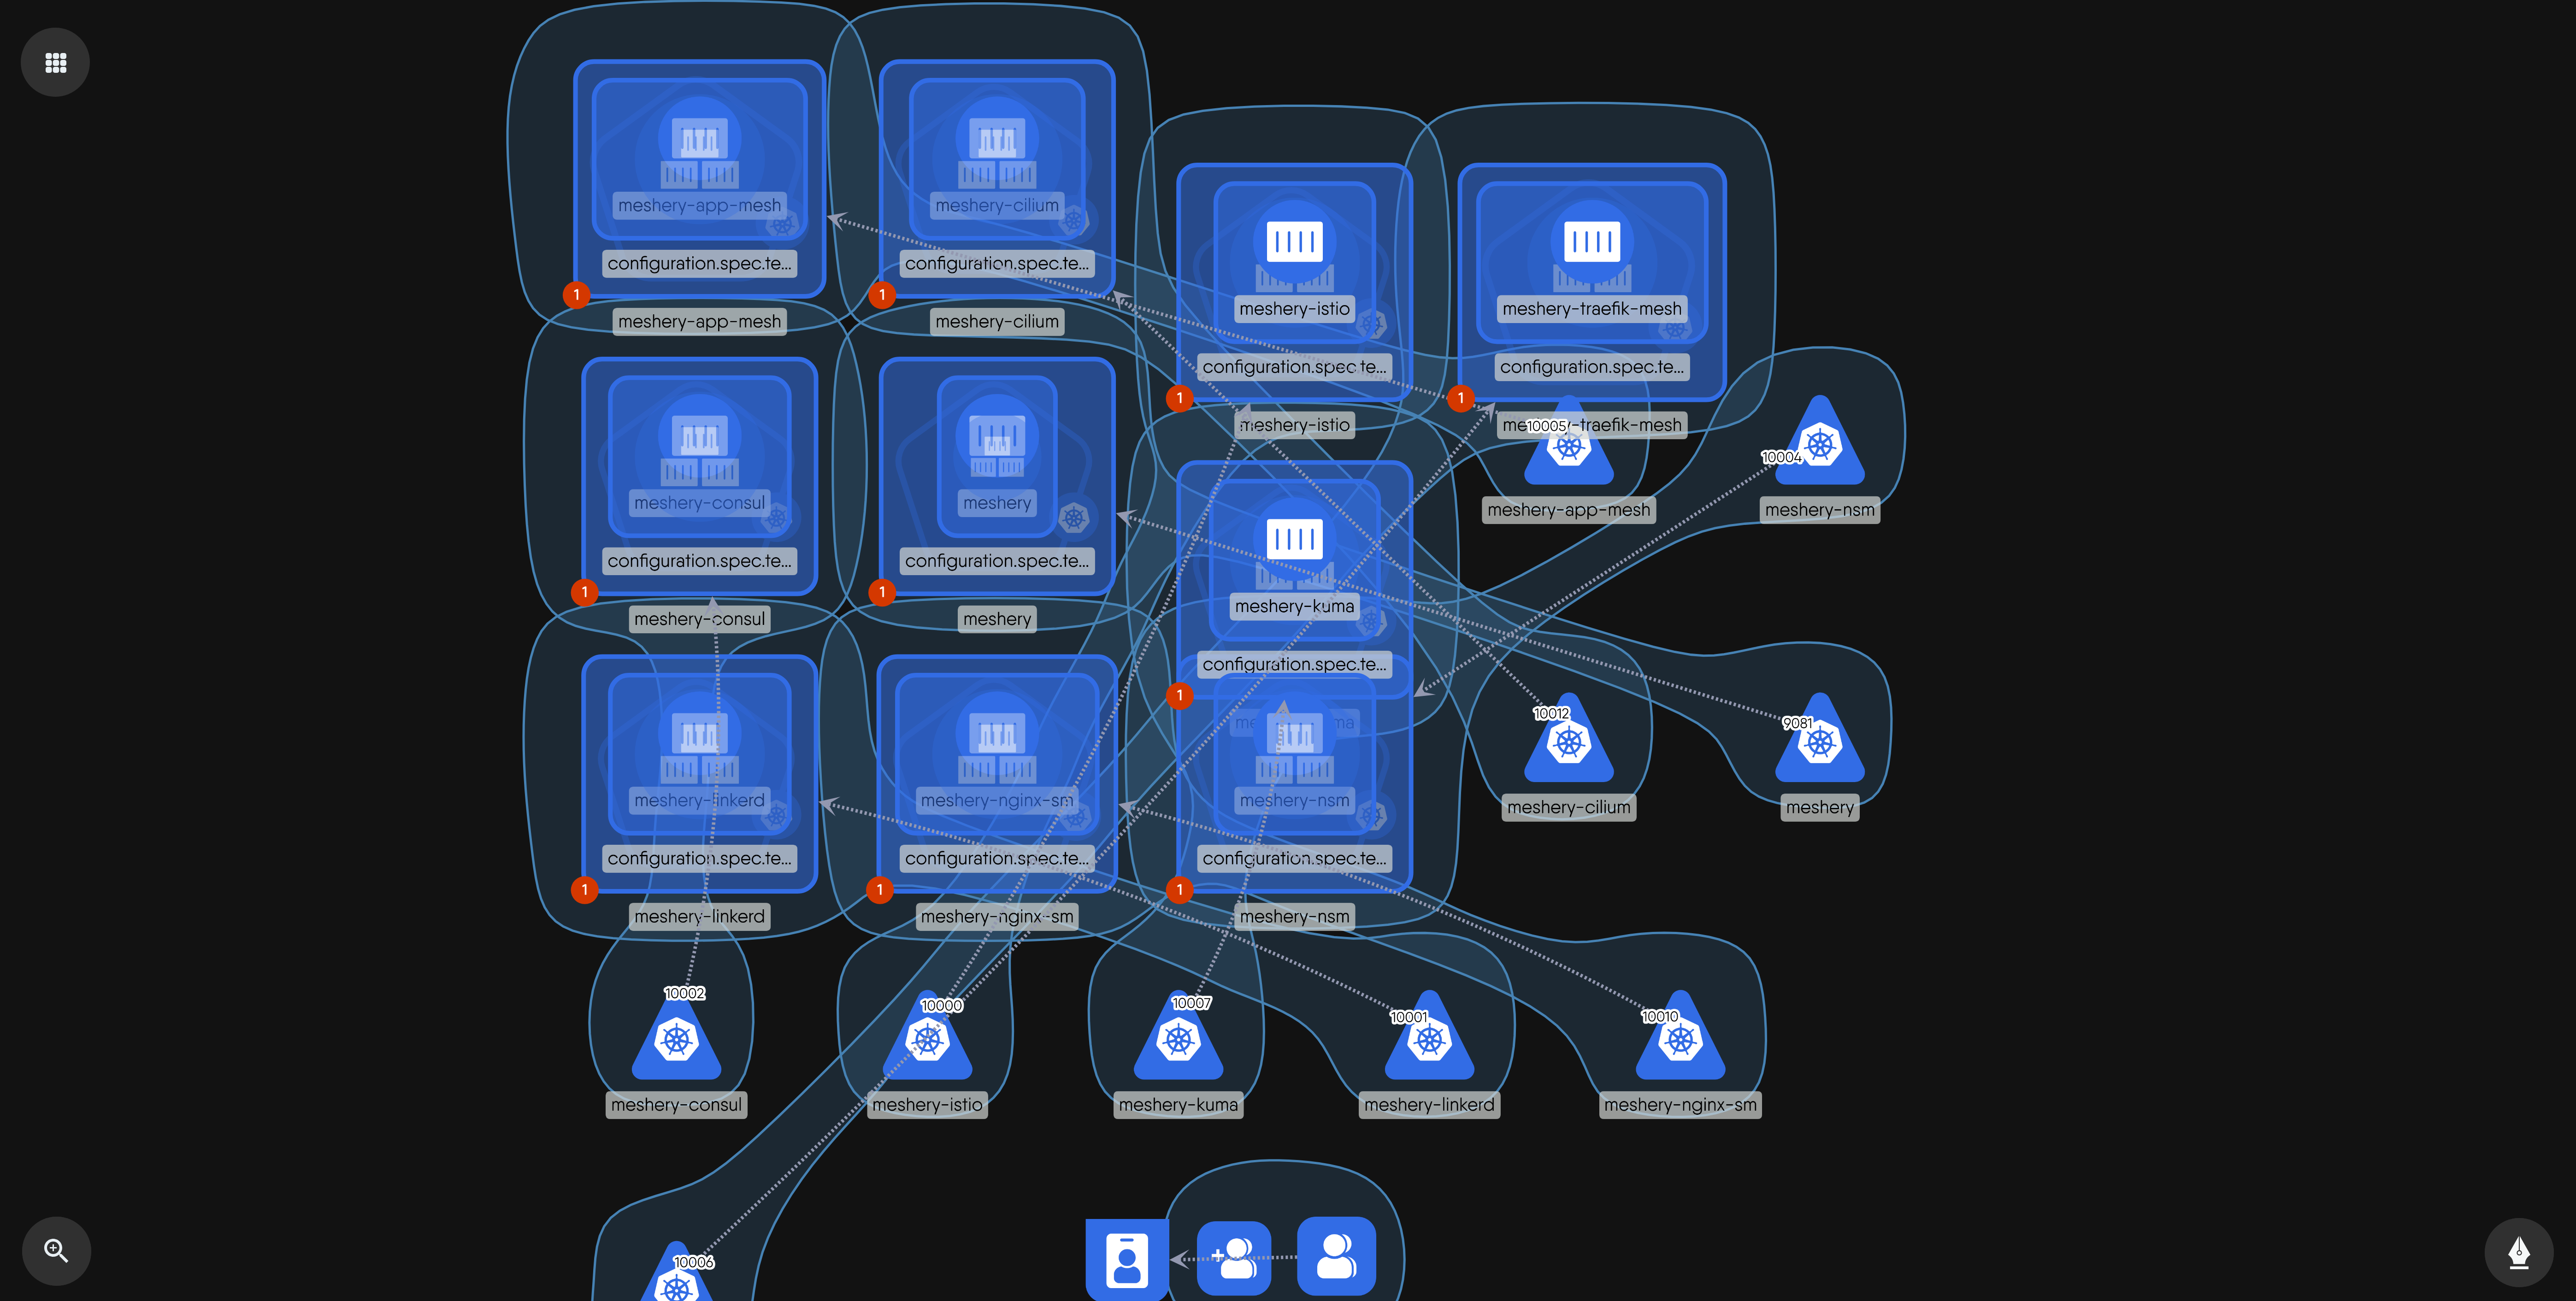 meshery-app-mesh
configuration.spec.te...
1
meshery-app-mesh
meshery-cilium
configuration.spec.te...
1
meshery-cilium
meshery-istio
configuration.spec.te...
1
meshery-istio
meshery-traefik-mesh
configuration.spec.te...
1
10005
-traefik-mesh
meshery-app-mesh
10004
meshery-nsm
meshery-consul
configuration.spec.te...
1
meshery-consul
meshery
configuration.spec.te...
1
meshery
meshery-kuma
configuration.spec.te...
1
10012
meshery-cilium
9081
meshery
meshery-linkerd
configuration.spec.te...
1
meshery-linkerd
meshery-nginx-sm
configuration.spec.te...
1
meshery-nginx-sm
meshery-nsm
configuration.spec.te...
1
meshery-nsm
10002
meshery-consul
10000
meshery-istio
10007
meshery-kuma
10001
meshery-linkerd
10010
meshery-nginx-sm
10006